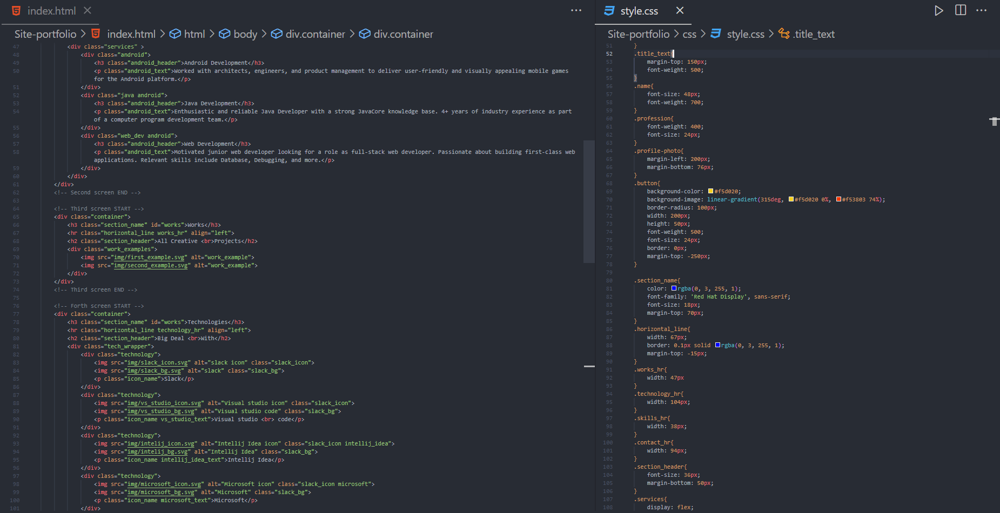 index.html
Site-portfolio > index.html > html > body > div.container > div.container
47 <div class="services" >
48 <div class="android">
49 <h3 class="android_header">Android Development</h3>
50 <p class="android_text">Worked with architects, engineers, and product management to deliver user-friendly and visually appealing mobile games
for the Android platform.</p>
51 </div>
52 <div class="java android">
53 <h3 class="android_header">Java Development</h3>
54 <p class="android_text">Enthusiastic and reliable Java Developer with a strong JavaCore knowledge base. 4+ years of industry experience as part
of a computer program development team.</p>
55 </div>
56 <div class="web_dev android">
57 <h3 class="android_header">Web Development</h3>
58 <p class="android_text">Motivated junior web developer looking for a role as full-stack web developer. Passionate about building first-class web
applications. Relevant skills include Database, Debugging, and more.</p>
59 </div>
60 </div>
61 </div>
62 <!-- Second screen END -->
63
64 <!-- Third screen START -->
65 <div class="container">
66 <h3 class="section_name" id="works">Works</h3>
67 <hr class="horizontal_line works_hr" align="left">
68 <h2 class="section_header">All Creative <br>Projects</h2>
69 <div class="work_examples">
70 <img src="img/first_example.svg" alt="work_example">
71 <img src="img/second_example.svg" alt="work_example">
72 </div>
73 </div>
74 <!-- Third screen END -->
75
76 <!-- Forth screen START -->
77 <div class="container">
78 <h3 class="section_name" id="works">Technologies</h3>
79 <hr class="horizontal_line technology_hr" align="left">
80 <h2 class="section_header">Big Deal <br>With</h2>
81 <div class="tech_wrapper">
82 <div class="technology">
83 <img src="img/slack_icon.svg" alt="slack icon" class="slack_icon">
84 <img src="img/slack_bg.svg" alt="slack" class="slack_bg">
85 <p class="icon_name">Slack</p>
86 </div>
87 <div class="technology">
88 <img src="img/vs_studio_icon.svg" alt="Visual studio icon" class="slack_icon">
89 <img src="img/vs_studio_bg.svg" alt="Visual studio code" class="slack_bg">
90 <p class="icon_name vs_studio_text">Visual studio <br> code</p>
91 </div>
92 <div class="technology">
93 <img src="img/intelij_icon.svg" alt="Intellij Idea icon" class="slack_icon intellij_idea">
94 <img src="img/intelij_bg.svg" alt="Intellij Idea" class="slack_bg">
95 <p class="icon_name intellij_idea_text">Intellij Idea</p>
96 </div>
97 <div class="technology">
98 <img src="img/microsoft_icon.svg" alt="Microsoft icon" class="slack_icon microsoft">
99 <img src="img/microsoft_bg.svg" alt="Microsoft" class="slack_bg">
100 <p class="icon_name microsoft_text">Microsoft</p>
101 </div>
style.css
Site-portfolio > css > style.css > .title_text
51 }
52 .title_text{
53 margin-top: 150px;
54 font-weight: 500;
55 }
56 .name{
57 font-size: 48px;
58 font-weight: 700;
59 }
60 .profession{
61 font-weight: 400;
62 font-size: 24px;
63 }
64 .profile-photo{
65 margin-left: 200px;
66 margin-bottom: 76px;
67 }
68 .button{
69 background-color: #f5d020;
70 background-image: linear-gradient(315deg, #f5d020 0%, #f53803 74%);
71 border-radius: 100px;
72 width: 200px;
73 height: 50px;
74 font-weight: 500;
75 font-size: 24px;
76 border: 0px;
77 margin-top: -250px;
78 }
79
80 .section_name{
81 color: rgba(0, 3, 255, 1);
82 font-family: 'Red Hat Display', sans-serif;
83 font-size: 18px;
84 margin-top: 70px;
85 }
86 .horizontal_line{
87 width: 67px;
88 border: 0.1px solid rgba(0, 3, 255, 1);
89 margin-top: -15px;
90 }
91 .works_hr{
92 width: 47px
93 }
94 .technology_hr{
95 width: 104px;
96 }
97 .skills_hr{
98 width: 38px;
99 }
100 .contact_hr{
101 width: 94px;
102 }
103 .section_header{
104 font-size: 36px;
105 margin-bottom: 50px;
106 }
107 .services{
108 display: flex;